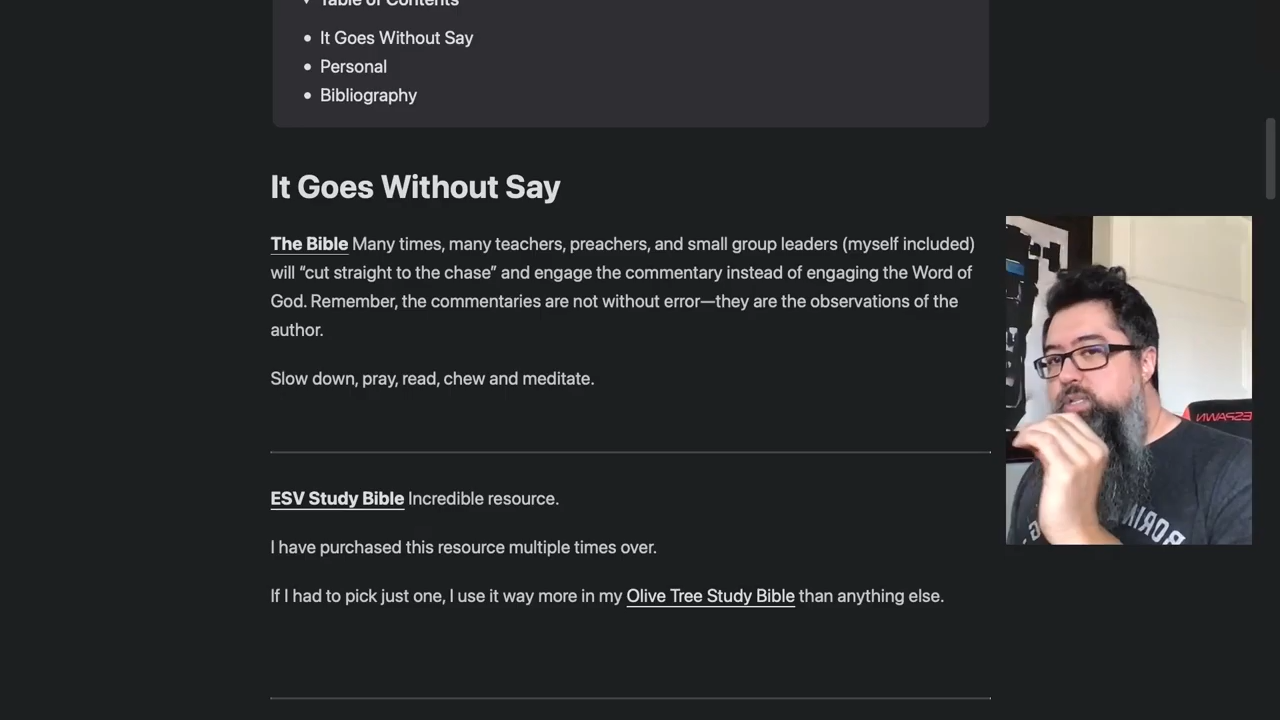 Table of Contents
It Goes Without Say
Personal
Bibliography
It Goes Without Say
The Bible Many times, many teachers, preachers, and small group leaders (myself included)
will “cut straight to the chase” and engage the commentary instead of engaging the Word of
God. Remember, the commentaries are not without error—they are the observations of the
author.
Slow down, pray, read, chew and meditate.
ESV Study Bible Incredible resource.
I have purchased this resource multiple times over.
If I had to pick just one, I use it way more in my Olive Tree Study Bible than anything else.
ESPAWN